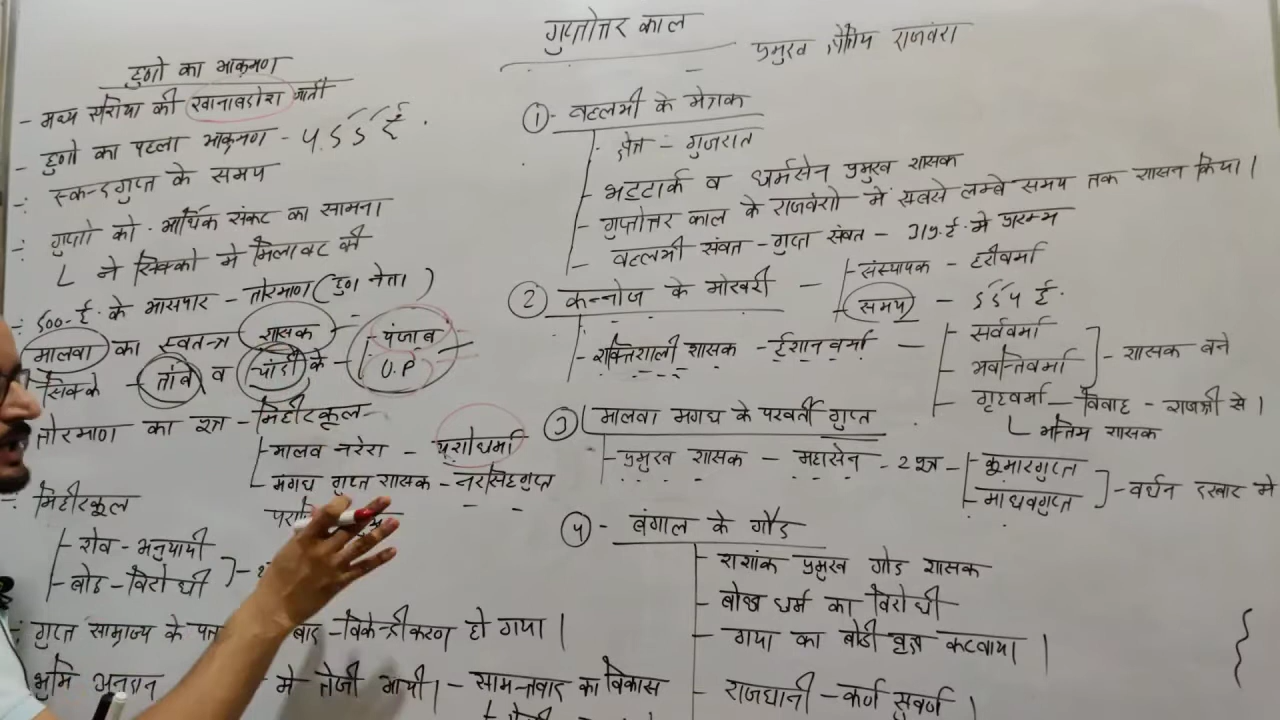 गुप्तोत्तर काल
प्रमुख क्षेत्रिय राजवंश
हुणो का आक्रमण
- मध्य एशिया की खानाबदोश जाती
- हुणो का पहला आक्रमण - 455 ई.
स्कन्दगुप्त के समय
गुप्तो को आर्थिक संकट का सामना
ने सिक्को मे मिलावट की
500 ई. के आसपार - तोरमाण (हुण नेता)
मालवा का स्वतन्त्र शासक
सिक्के - तांबे व चांदी के - पंजाब
U.P
तोरमाण का पुत्र - मिहीरकूल
मालव नरेश - यशोधर्मा
मगध गुप्त शासक - नरसिंहगुप्त
मिहीरकूल
शैव - अनुयायी
बौद्ध - विरोधी
गुप्त साम्राज्य के बाद - विकेन्द्रीकरण हो गया।
भूमि अनुदान मे तेजी आयी। - सामन्तवाद का विकास
① - वल्लभी के मैत्रक
क्षेत्र - गुजरात
- भट्टार्क व धर्मसेन प्रमुख शासक
- गुप्तोत्तर काल के राजवंशो मे सबसे लम्बे समय तक शासन किया।
- वल्लभी संवत - गुप्त संवत - 319 ई. मे प्रारम्भ
② कन्नोज के मोखरी - संस्थापक - हरीवर्मा
समय - 554 ई.
- शक्तिशाली शासक - ईशानवर्मा - सर्ववर्मा
अवन्तिवर्मा - शासक बने
गृहवर्मा - विवाह - राजश्री से।
अन्तिम शासक
③ मालवा मगध के परवर्ती गुप्त
प्रमुख शासक - महासेन - 2 पुत्र - कुमारगुप्त
माधवगुप्त - वर्धन दरबार मे
④ - बंगाल के गौड
शशांक प्रमुख गोड शासक
बोद्ध धर्म का विरोधी
गया का बोधी वृक्ष कटवाया।
राजधानी - कर्ण सुवर्ण।